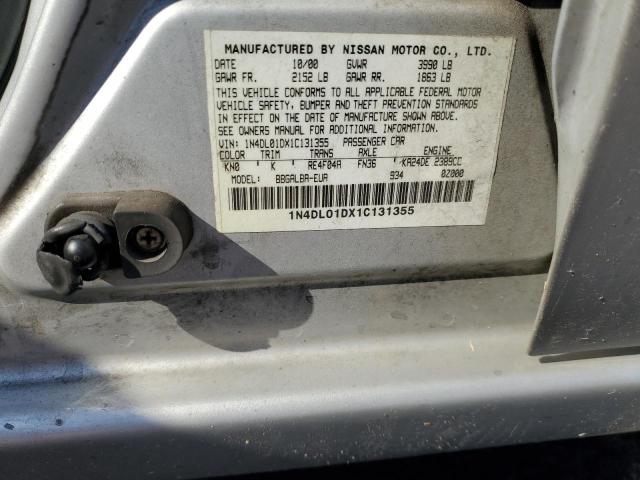 MANUFACTURED BY NISSAN MOTOR CO., LTD.
DATE 10/00 GVWR 3990 LB
GAWR FR. 2152 LB GAWR RR. 1863 LB
THIS VEHICLE CONFORMS TO ALL APPLICABLE FEDERAL MOTOR
VEHICLE SAFETY, BUMPER AND THEFT PREVENTION STANDARDS
IN EFFECT ON THE DATE OF MANUFACTURE SHOWN ABOVE.
SEE OWNERS MANUAL FOR ADDITIONAL INFORMATION.
VIN: 1N4DL01DX1C131355 PASSENGER CAR
COLOR TRIM TRANS AXLE ENGINE
KN0 K RE4F04A FN36 KA24DE 2389CC
MODEL: BBGALBA-EUA 934 0Z000
1N4DL01DX1C131355